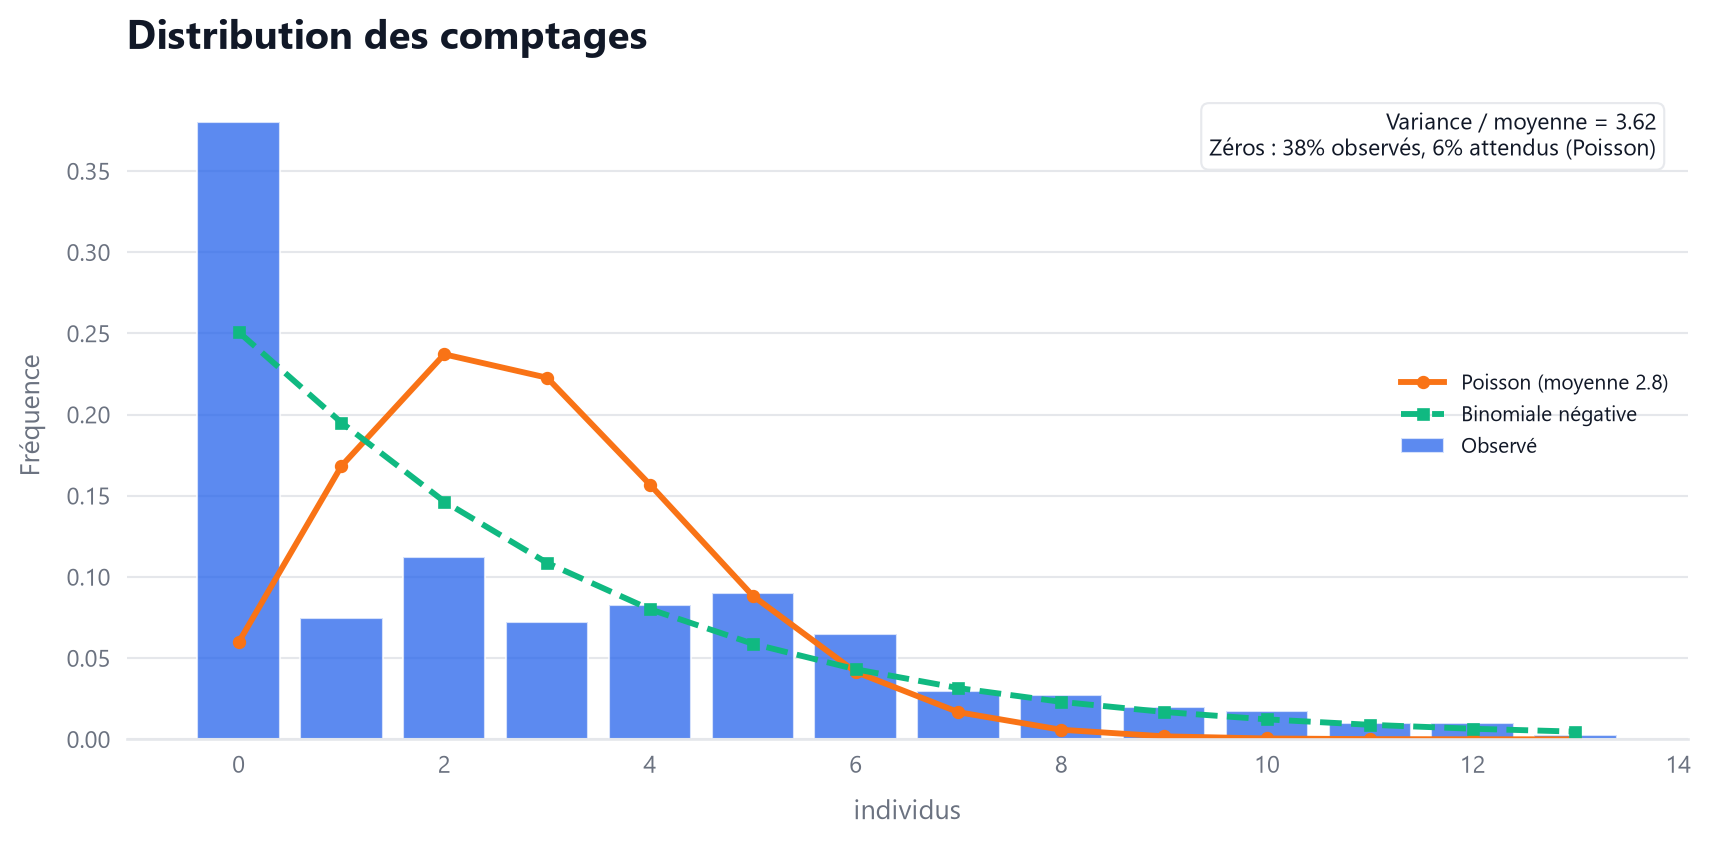 Distribution des comptages
Variance / moyenne = 3.62
Zéros : 38% observés, 6% attendus (Poisson)
0.35
0.30
0.25
0.20
0.15
0.10
0.05
0.00
Fréquence
Poisson (moyenne 2.8)
Binomiale négative
Observé
0 2 4 6 8 10 12 14
individus